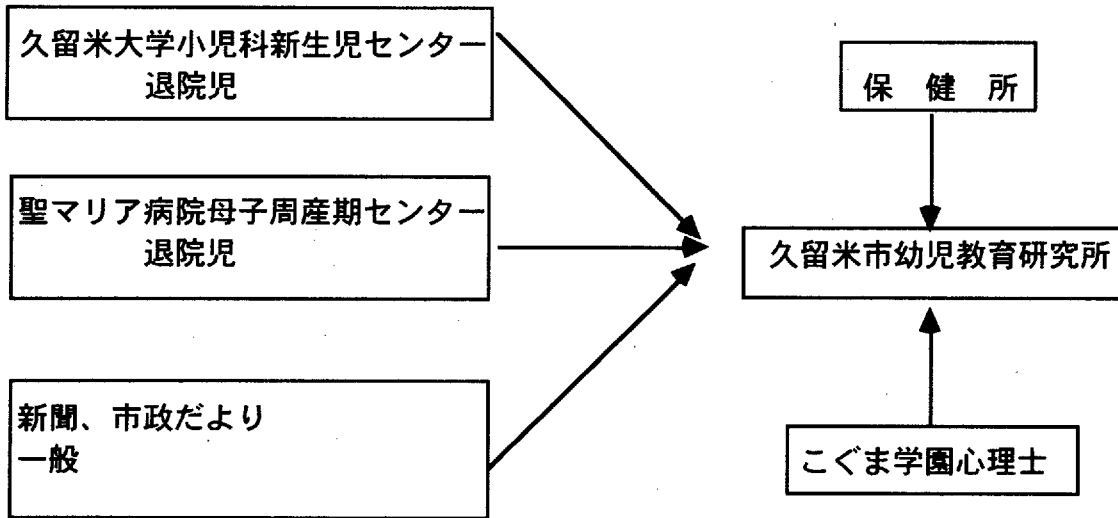 久留米大学小児科新生児センター
退院児
保 健 所
聖マリア病院母子周産期センター
退院児
久留米市幼児教育研究所
新聞、市政だより
一般
こぐま学園心理士